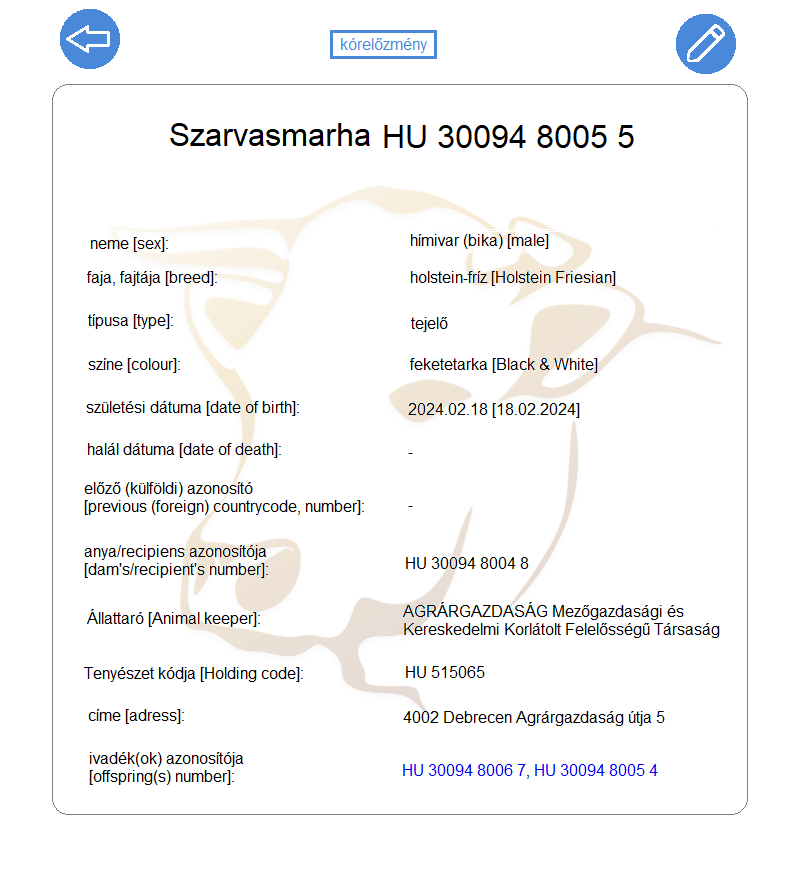 kórelőzmény
Szarvasmarha HU 30094 8005 5
neme [sex]: hímivar (bika) [male]
faja, fajtája [breed]: holstein-fríz [Holstein Friesian]
típusa [type]: tejelő
színe [colour]: feketetarka [Black & White]
születési dátuma [date of birth]: 2024.02.18 [18.02.2024]
halál dátuma [date of death]: -
előző (külföldi) azonosító
[previous (foreign) countrycode, number]: -
anya/recipiens azonosítója
[dam's/recipient's number]: HU 30094 8004 8
Állattaró [Animal keeper]: AGRÁRGAZDASÁG Mezőgazdasági és
Kereskedelmi Korlátolt Felelősségű Társaság
Tenyészet kódja [Holding code]: HU 515065
címe [adress]: 4002 Debrecen Agrárgazdaság útja 5
ivadék(ok) azonosítója
[offspring(s) number]: HU 30094 8006 7, HU 30094 8005 4